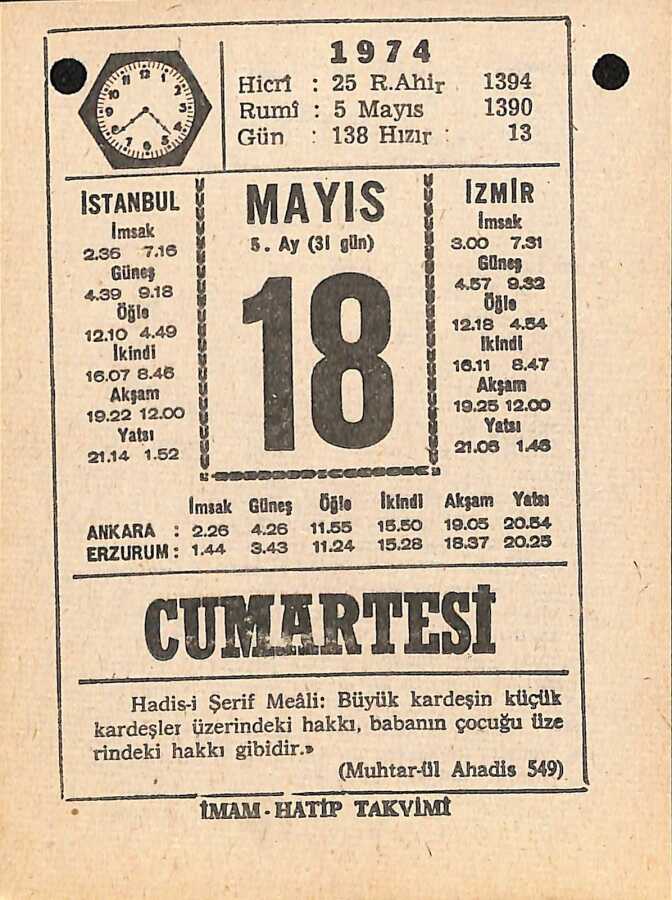 1974
Hicrî : 25 R.Ahir 1394
Rumî : 5 Mayıs 1390
Gün : 138 Hızır : 13
İSTANBUL
İmsak
2.36 7.16
Güneş
4.39 9.18
Öğle
12.10 4.49
İkindi
16.07 8.46
Akşam
19.22 12.00
Yatsı
21.14 1.52
MAYIS
5. Ay (31 gün)
18
İZMİR
İmsak
3.00 7.31
Güneş
4.57 9.32
Öğle
12.18 4.54
İkindi
16.11 8.47
Akşam
19.25 12.00
Yatsı
21.06 1.46
İmsak Güneş Öğle İkindi Akşam Yatsı
ANKARA : 2.26 4.26 11.55 15.50 19.05 20.54
ERZURUM : 1.44 3.43 11.24 15.28 18.37 20.25
CUMARTESİ
Hadis-i Şerif Meâli: Büyük kardeşin küçük
kardeşler üzerindeki hakkı, babanın çocuğu üze
rindeki hakkı gibidir.»
(Muhtar-ül Ahadis 549)
İMAM - HATİP TAKVİMİ